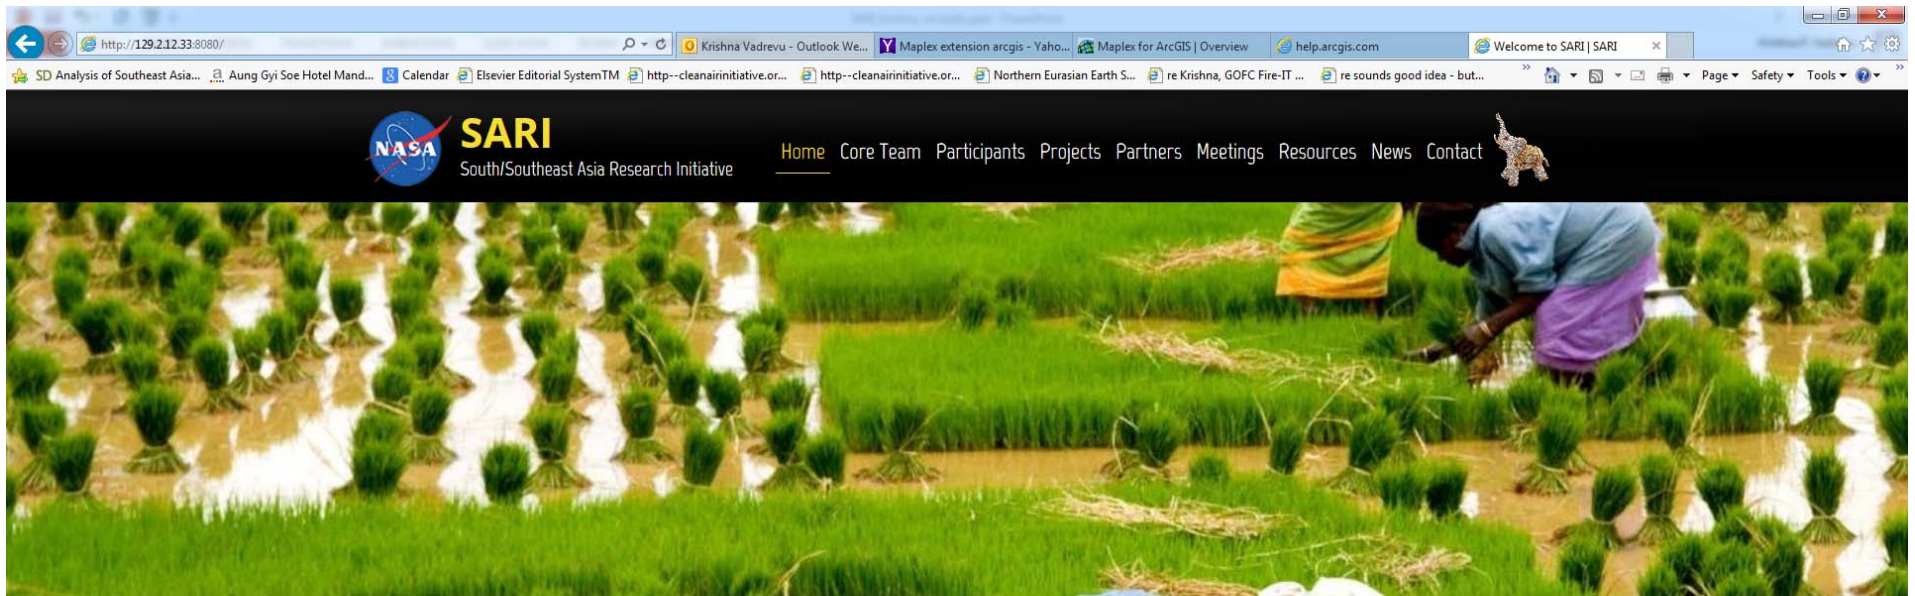 http://129.2.12.33:8080/
Krishna Vadrevu - Outlook We...
Maplex extension arcgis - Yaho...
Maplex for ArcGIS | Overview
help.arcgis.com
Welcome to SARI | SARI
SD Analysis of Southeast Asia...
Aung Gyi Soe Hotel Mand...
Calendar
Elsevier Editorial SystemTM
http--cleanairinitiative.or...
http--cleanairinitiative.or...
Northern Eurasian Earth S...
re Krishna, GOFC Fire-IT ...
re sounds good idea - but...
Page
Safety
Tools
NASA
SARI
South/Southeast Asia Research Initiative
Home Core Team Participants Projects Partners Meetings Resources News Contact